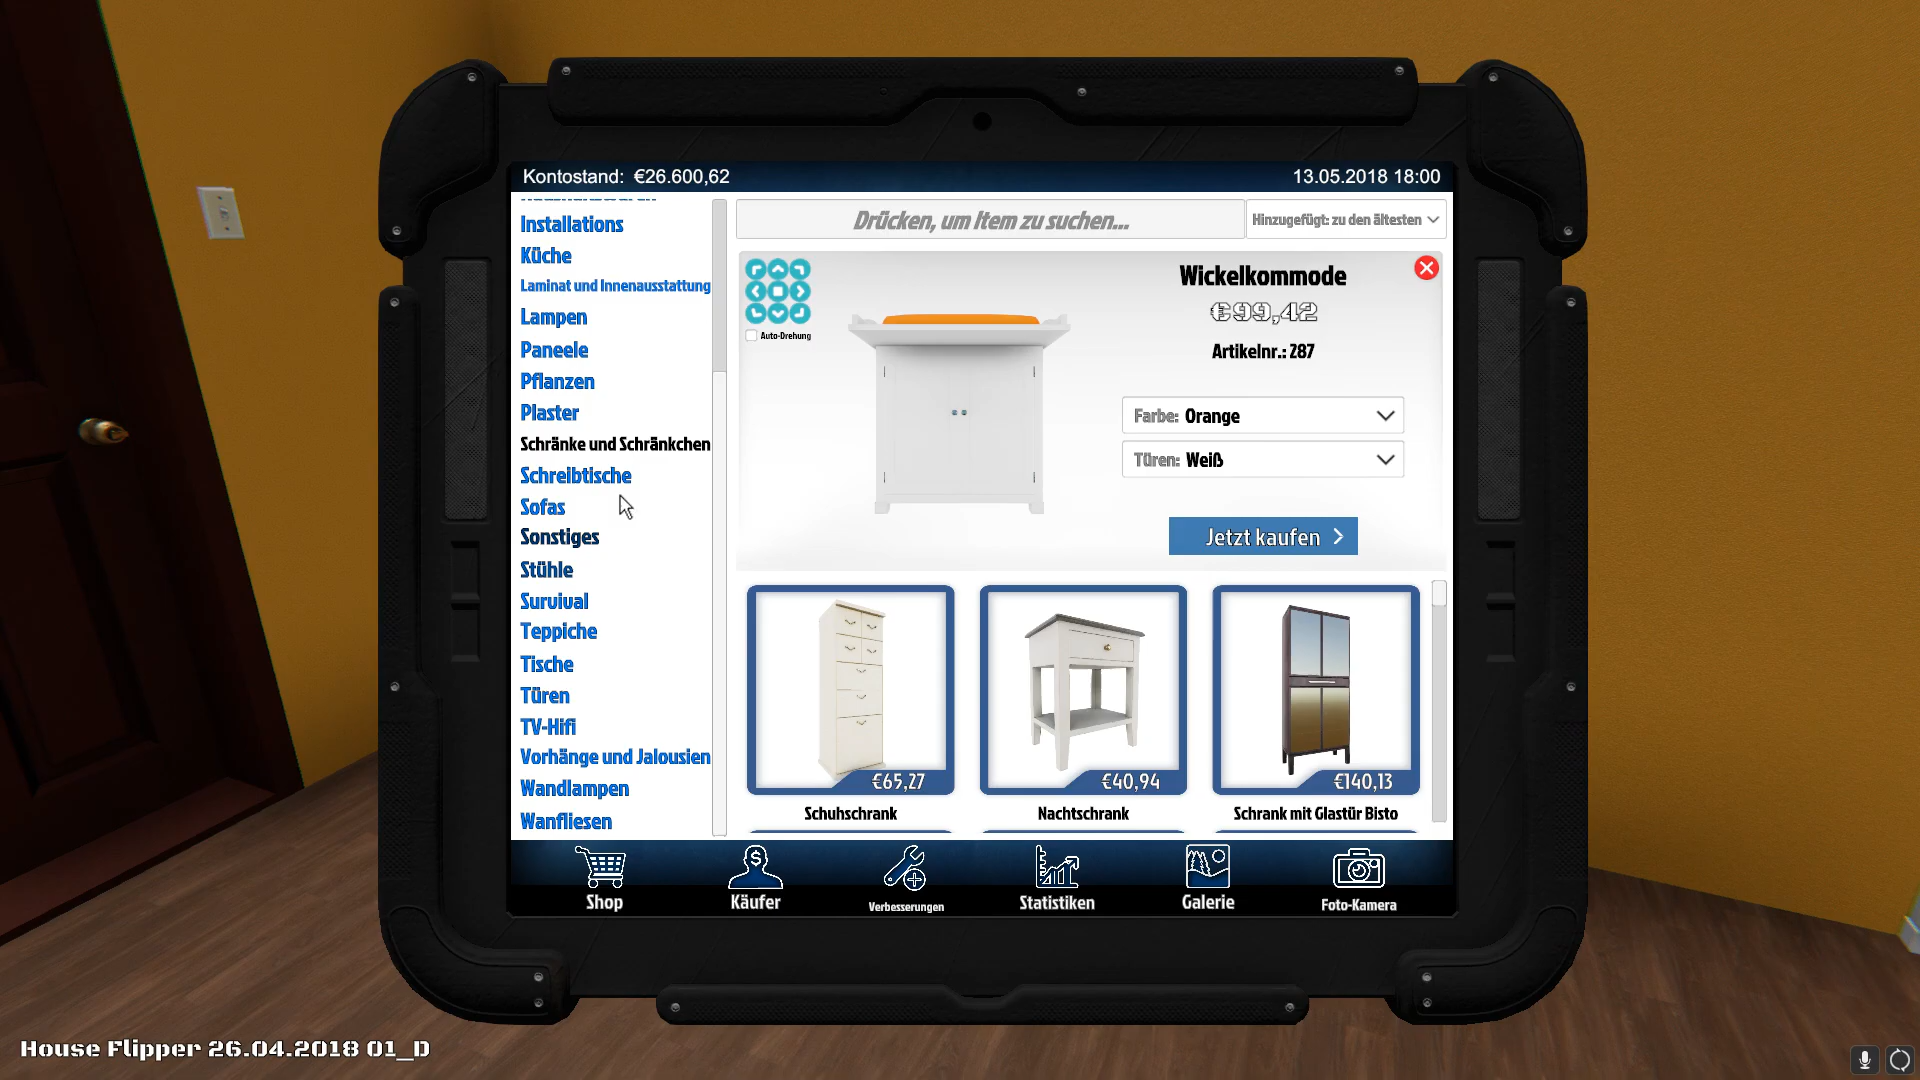 Kontostand: €26.600,62
13.05.2018 18:00
Installations
Küche
Laminat und Innenausstattung
Lampen
Paneele
Pflanzen
Plaster
Schränke und Schränkchen
Schreibtische
Sofas
Sonstiges
Stühle
Survival
Teppiche
Tische
Türen
TV-Hifi
Vorhänge und Jalousien
Wandlampen
Wanfliesen
Drücken, um Item zu suchen...
Hinzugefügt: zu den ältesten
Auto-Drehung
Wickelkommode
€99,42
Artikelnr.: 287
Farbe: Orange
Türen: Weiß
Jetzt kaufen
€65,27
€40,94
€140,13
Schuhschrank
Nachtschrank
Schrank mit Glastür Bisto
Shop
Käufer
Verbesserungen
Statistiken
Galerie
Foto-Kamera
House Flipper 26.04.2018 01_D